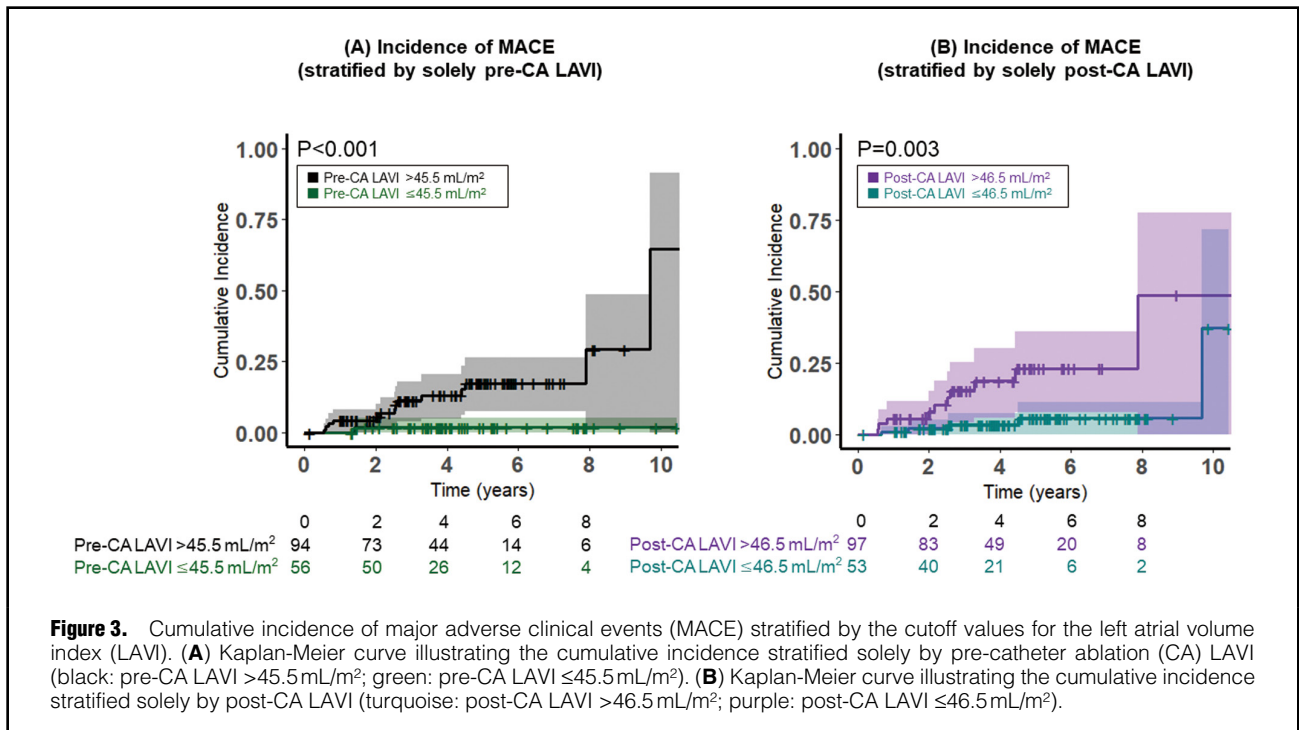 (A) Incidence of MACE
(stratified by solely pre-CA LAVI)
P<0.001
Pre-CA LAVI >45.5 mL/m²
Pre-CA LAVI ≤45.5 mL/m²
1.00
0.75
0.50
0.25
0.00
Cumulative Incidence
0 2 4 6 8 10
Time (years)
0 2 4 6 8
Pre-CA LAVI >45.5 mL/m² 94 73 44 14 6
Pre-CA LAVI ≤45.5 mL/m² 56 50 26 12 4
(B) Incidence of MACE
(stratified by solely post-CA LAVI)
P=0.003
Post-CA LAVI >46.5 mL/m²
Post-CA LAVI ≤46.5 mL/m²
1.00
0.75
0.50
0.25
0.00
Cumulative Incidence
0 2 4 6 8 10
Time (years)
0 2 4 6 8
Post-CA LAVI >46.5 mL/m² 97 83 49 20 8
Post-CA LAVI ≤46.5 mL/m² 53 40 21 6 2
Figure 3. Cumulative incidence of major adverse clinical events (MACE) stratified by the cutoff values for the left atrial volume
index (LAVI). (A) Kaplan-Meier curve illustrating the cumulative incidence stratified solely by pre-catheter ablation (CA) LAVI
(black: pre-CA LAVI >45.5 mL/m²; green: pre-CA LAVI ≤45.5 mL/m²). (B) Kaplan-Meier curve illustrating the cumulative incidence
stratified solely by post-CA LAVI (turquoise: post-CA LAVI >46.5 mL/m²; purple: post-CA LAVI ≤46.5 mL/m²).